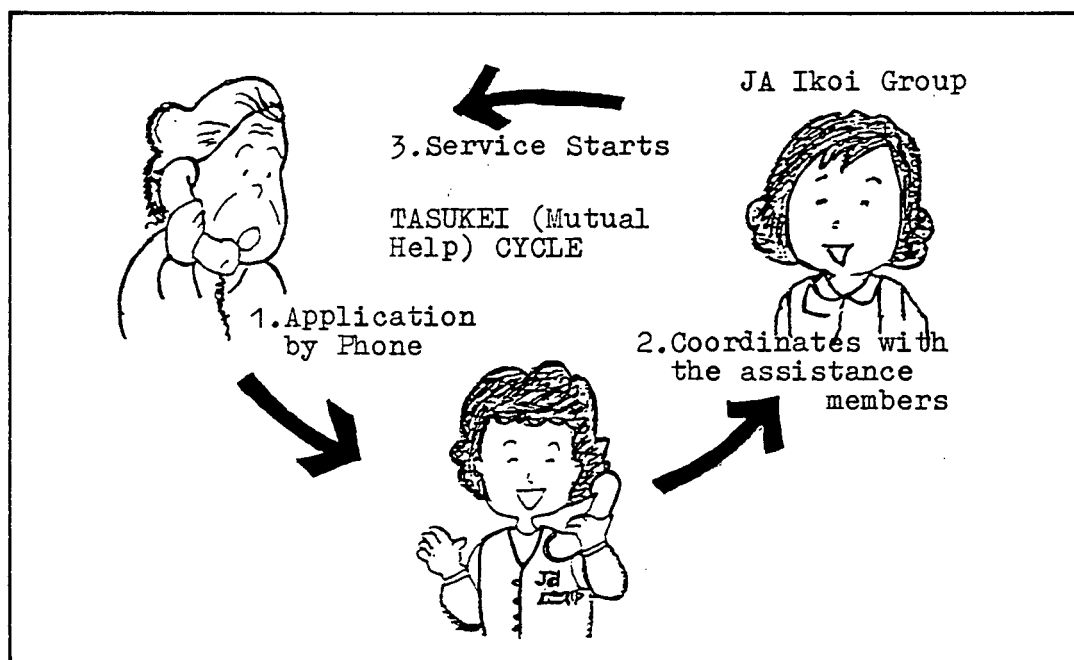 JA Ikoi Group
3.Service Starts
TASUKEI (Mutual
Help) CYCLE
1.Application
by Phone
2.Coordinates with
the assistance
members